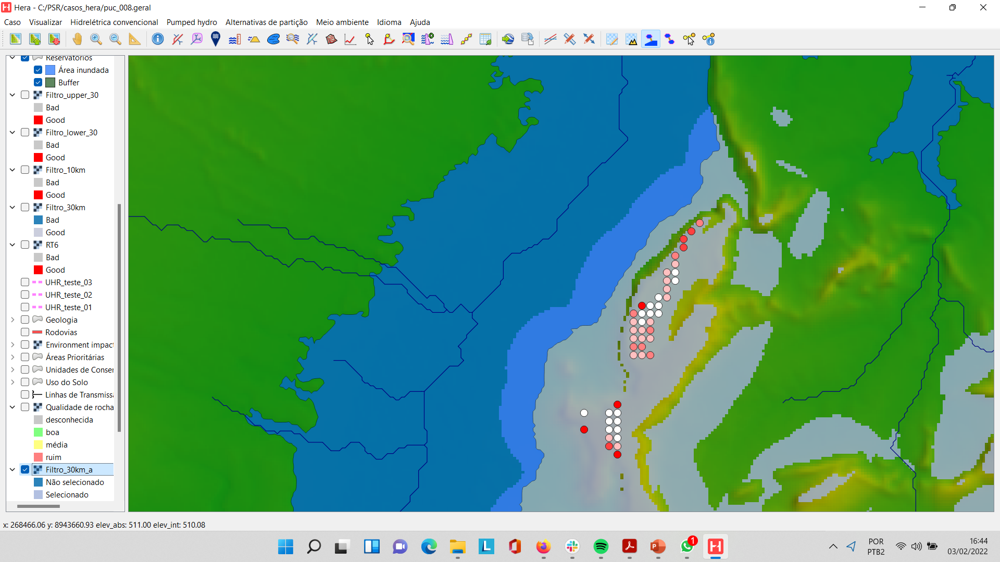 Hera - C:/PSR/casos_hera/puc_008.geral
Caso Visualizar Hidrelétrica convencional Pumped hydro Alternativas de partição Meio ambiente Idioma Ajuda
Reservatórios
Área inundada
Buffer
Filtro_upper_30
Bad
Good
Filtro_lower_30
Bad
Good
Filtro_10km
Bad
Good
Filtro_30km
Bad
Good
RT6
Bad
Good
UHR_teste_03
UHR_teste_02
UHR_teste_01
Geologia
Rodovias
Environment impact
Áreas Prioritárias
Unidades de Conser
Uso do Solo
Linhas de Transmissã
Qualidade de rocha
desconhecida
boa
média
ruim
Filtro_30km_a
Não selecionado
Selecionado
x: 268466.06 y: 8943660.93 elev_abs: 511.00 elev_int: 510.08
1
POR
PTB2
16:44
03/02/2022